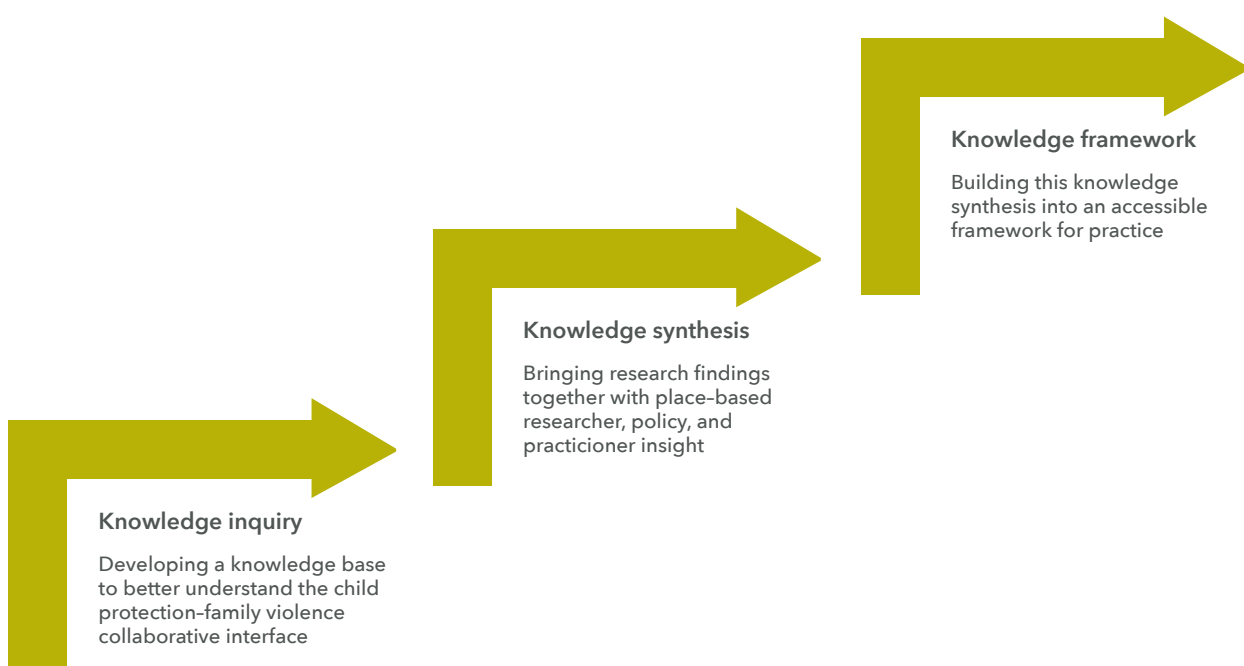 Knowledge inquiry
Developing a knowledge base
to better understand the child
protection–family violence
collaborative interface
Knowledge synthesis
Bringing research findings
together with place–based
researcher, policy, and
practicioner insight
Knowledge framework
Building this knowledge
synthesis into an accessible
framework for practice